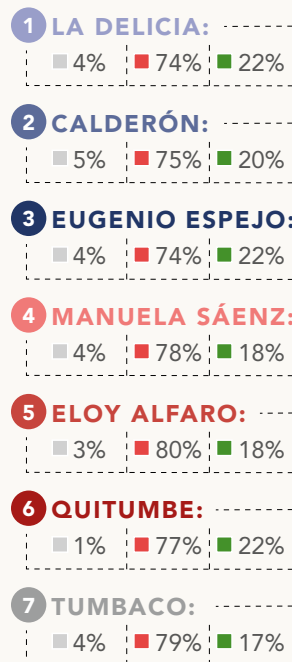 1 LA DELICIA:
4% 74% 22%
2 CALDERÓN:
5% 75% 20%
3 EUGENIO ESPEJO:
4% 74% 22%
4 MANUELA SÁENZ:
4% 78% 18%
5 ELOY ALFARO:
3% 80% 18%
6 QUITUMBE:
1% 77% 22%
7 TUMBACO:
4% 79% 17%